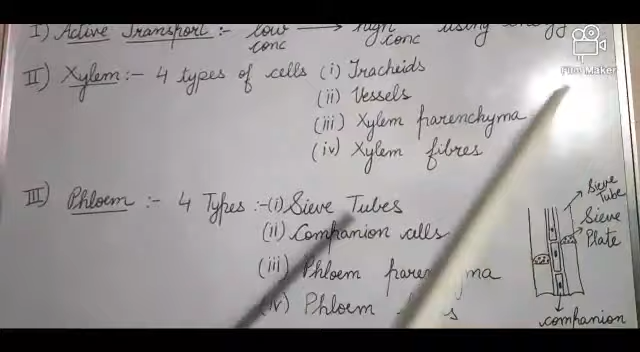 I) Active Transport :- low conc → high conc using
II) Xylem :- 4 types of cells (i) Tracheids
(ii) Vessels
(iii) Xylem parenchyma
(iv) Xylem fibres
III) Phloem :- 4 Types :- (i) Sieve Tubes
(ii) Companion cells
(iii) Phloem
(iv) Phloem
Sieve Tube
Sieve Plate
companion
Film Maker